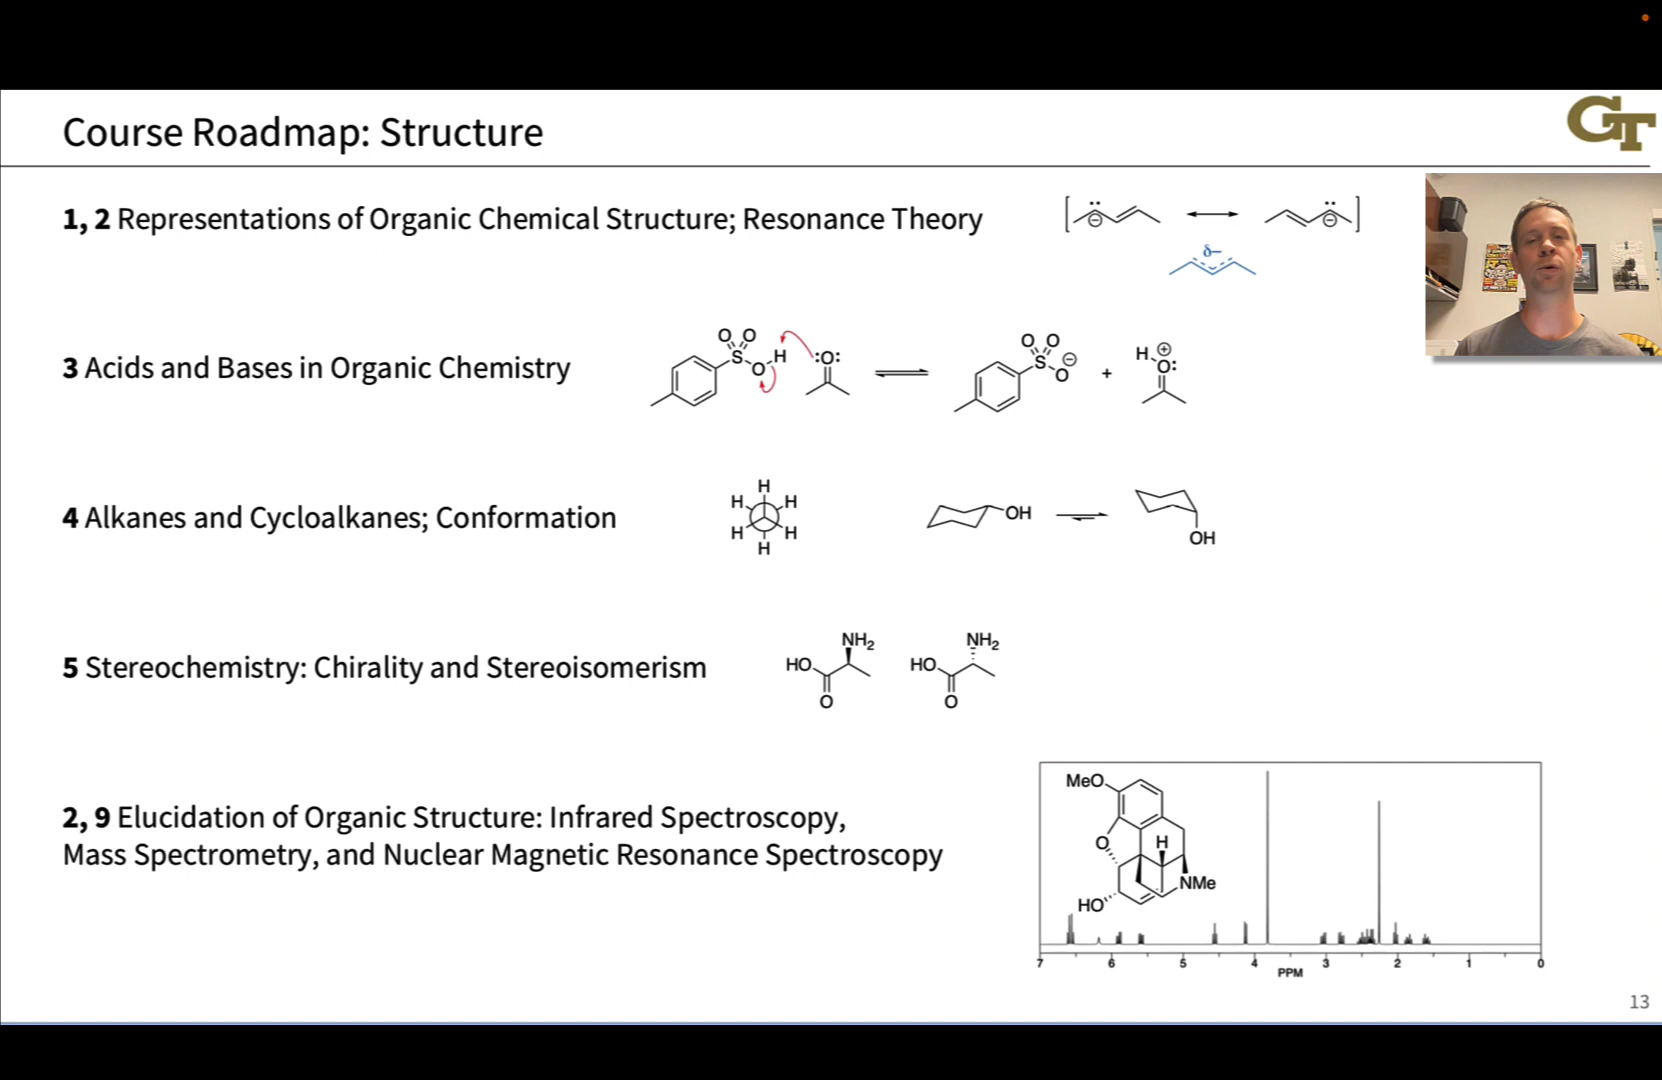 Course Roadmap: Structure
GT
1, 2 Representations of Organic Chemical Structure; Resonance Theory
δ−
3 Acids and Bases in Organic Chemistry
O O
S
O
H
:O:
O O
S
⊖
O
+
H
⊕
O:
4 Alkanes and Cycloalkanes; Conformation
H
H H
H H
H
OH
OH
5 Stereochemistry: Chirality and Stereoisomerism
NH2
HO
O
NH2
HO
O
2, 9 Elucidation of Organic Structure: Infrared Spectroscopy,
Mass Spectrometry, and Nuclear Magnetic Resonance Spectroscopy
MeO
O
H
NMe
HO
7 6 5 4 3 2 1 0
PPM
13